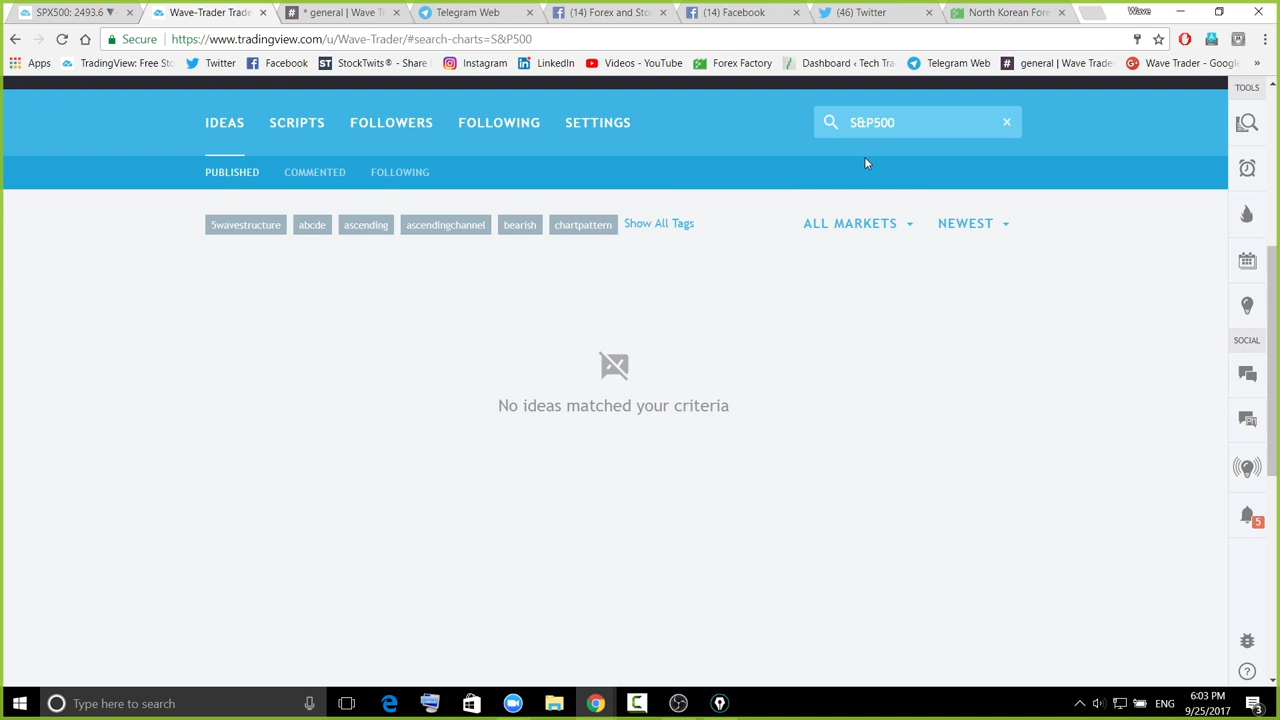 SPX500: 2493.6 ▼
Wave-Trader Trade
* general | Wave Tr
Telegram Web
(14) Forex and Sto
(14) Facebook
(46) Twitter
North Korean Fore
Wave
Secure
https://www.tradingview.com/u/Wave-Trader/#search-charts=S&P500
Apps
TradingView: Free Sto
Twitter
Facebook
StockTwits® - Share
Instagram
LinkedIn
Videos - YouTube
Forex Factory
Dashboard ‹ Tech Tra
Telegram Web
general | Wave Trade
Wave Trader - Google
»
TOOLS
IDEAS
SCRIPTS
FOLLOWERS
FOLLOWING
SETTINGS
S&P500
PUBLISHED
COMMENTED
FOLLOWING
5wavestructure
abcde
ascending
ascendingchannel
bearish
chartpattern
Show All Tags
ALL MARKETS
NEWEST
SOCIAL
No ideas matched your criteria
5
Type here to search
ENG
6:03 PM
9/25/2017
3